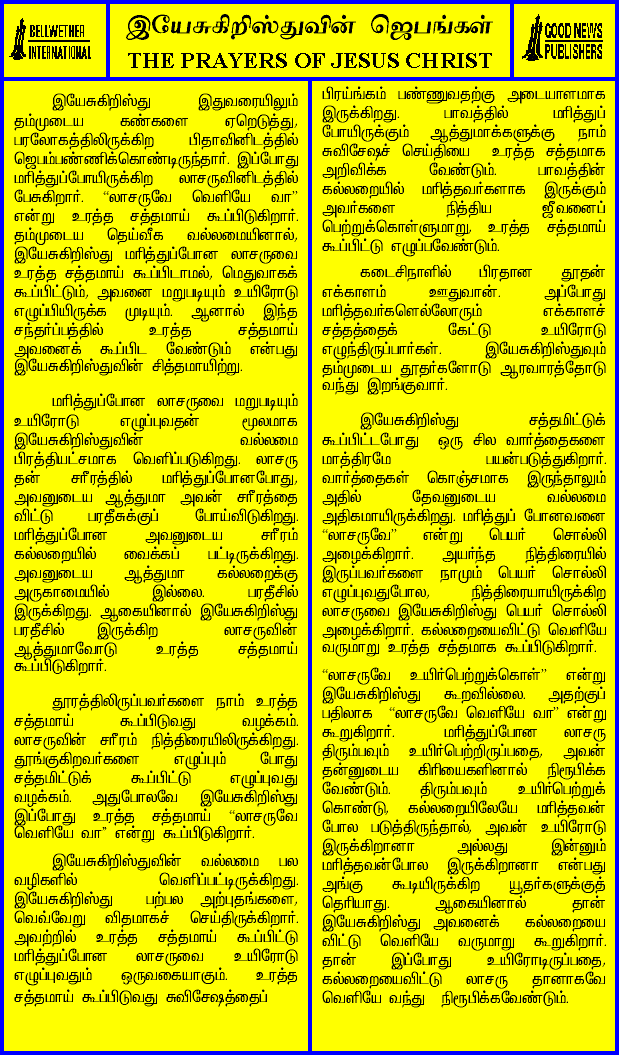 BELLWETHER
INTERNATIONAL
இயேசுகிறிஸ்துவின் ஜெபங்கள்
THE PRAYERS OF JESUS CHRIST
GOOD NEWS
PUBLISHERS
இயேசுகிறிஸ்து இதுவரையிலும்
தம்முடைய கண்களை ஏறெடுத்து,
பரலோகத்திலிருக்கிற பிதாவினிடத்தில்
ஜெபம்பண்ணிக்கொண்டிருந்தார். இப்போது
மரித்துப்போயிருக்கிற லாசருவினிடத்தில்
பேசுகிறார். “லாசருவே வெளியே வா”
என்று உரத்த சத்தமாய் கூப்பிடுகிறார்.
தம்முடைய தெய்வீக வல்லமையினால்,
இயேசுகிறிஸ்து மரித்துப்போன லாசருவை
உரத்த சத்தமாய் கூப்பிடாமல், மெதுவாகக்
கூப்பிட்டும், அவனை மறுபடியும் உயிரோடு
எழுப்பியிருக்க முடியும். ஆனால் இந்த
சந்தர்ப்பத்தில் உரத்த சத்தமாய்
அவனைக் கூப்பிட வேண்டும் என்பது
இயேசுகிறிஸ்துவின் சித்தமாயிற்று.
மரித்துப்போன லாசருவை மறுபடியும்
உயிரோடு எழுப்புவதன் மூலமாக
இயேசுகிறிஸ்துவின் வல்லமை
பிரத்தியட்சமாக வெளிப்படுகிறது. லாசரு
தன் சரீரத்தில் மரித்துப்போனபோது,
அவனுடைய ஆத்துமா அவன் சரீரத்தை
விட்டு பரதீசுக்குப் போய்விடுகிறது.
மரித்துப்போன அவனுடைய சரீரம்
கல்லறையில் வைக்கப் பட்டிருக்கிறது.
அவனுடைய ஆத்துமா கல்லறைக்கு
அருகாமையில் இல்லை. பரதீசில்
இருக்கிறது. ஆகையினால் இயேசுகிறிஸ்து
பரதீசில் இருக்கிற லாசருவின்
ஆத்துமாவோடு உரத்த சத்தமாய்
கூப்பிடுகிறார்.
தூரத்திலிருப்பவர்களை நாம் உரத்த
சத்தமாய் கூப்பிடுவது வழக்கம்.
லாசருவின் சரீரம் நித்திரையிலிருக்கிறது.
தூங்குகிறவர்களை எழுப்பும் போது
சத்தமிட்டுக் கூப்பிட்டு எழுப்புவது
வழக்கம். அதுபோலவே இயேசுகிறிஸ்து
இப்போது உரத்த சத்தமாய் “லாசருவே
வெளியே வா” என்று கூப்பிடுகிறார்.
இயேசுகிறிஸ்துவின் வல்லமை பல
வழிகளில் வெளிப்பட்டிருக்கிறது.
இயேசுகிறிஸ்து பற்பல அற்புதங்களை,
வெவ்வேறு விதமாகச் செய்திருக்கிறார்.
அவற்றில் உரத்த சத்தமாய் கூப்பிட்டு
மரித்துப்போன லாசருவை உயிரோடு
எழுப்புவதும் ஒருவகையாகும். உரத்த
சத்தமாய் கூப்பிடுவது சுவிசேஷத்தைப்
பிரய்ங்கம் பண்ணுவதற்கு அடையாளமாக
இருக்கிறது. பாவத்தில் மரித்துப்
போயிருக்கும் ஆத்துமாக்களுக்கு நாம்
சுவிசேஷச் செய்தியை உரத்த சத்தமாக
அறிவிக்க வேண்டும். பாவத்தின்
கல்லறையில் மரித்தவர்களாக இருக்கும்
அவர்களை நித்திய ஜீவனைப்
பெற்றுக்கொள்ளுமாறு, உரத்த சத்தமாய்
கூப்பிட்டு எழுப்பவேண்டும்.
கடைசிநாளில் பிரதான தூதன்
எக்காளம் ஊதுவான். அப்போது
மரித்தவர்களெல்லோரும் எக்காளச்
சத்தத்தைக் கேட்டு உயிரோடு
எழுந்திருப்பார்கள். இயேசுகிறிஸ்துவும்
தம்முடைய தூதர்களோடு ஆரவாரத்தோடு
வந்து இறங்குவார்.
இயேசுகிறிஸ்து சத்தமிட்டுக்
கூப்பிட்டபோது ஒரு சில வார்த்தைகளை
மாத்திரமே பயன்படுத்துகிறார்.
வார்த்தைகள் கொஞ்சமாக இருந்தாலும்
அதில் தேவனுடைய வல்லமை
அதிகமாயிருக்கிறது. மரித்துப் போனவனை
“லாசருவே” என்று பெயர் சொல்லி
அழைக்கிறார். அயர்ந்த நித்திரையில்
இருப்பவர்களை நாமும் பெயர் சொல்லி
எழுப்புவதுபோல, நித்திரையாயிருக்கிற
லாசருவை இயேசுகிறிஸ்து பெயர் சொல்லி
அழைக்கிறார். கல்லறையைவிட்டு வெளியே
வருமாறு உரத்த சத்தமாக கூப்பிடுகிறார்.
“லாசருவே உயிர்பெற்றுக்கொள்” என்று
இயேசுகிறிஸ்து கூறவில்லை. அதற்குப்
பதிலாக “லாசருவே வெளியே வா” என்று
கூறுகிறார். மரித்துப்போன லாசரு
திரும்பவும் உயிர்பெற்றிருப்பதை, அவன்
தன்னுடைய கிரியைகளினால் நிரூபிக்க
வேண்டும். திரும்பவும் உயிர்பெற்றுக்
கொண்டு, கல்லறையிலேயே மரித்தவன்
போல படுத்திருந்தால், அவன் உயிரோடு
இருக்கிறானா அல்லது இன்னும்
மரித்தவன்போல இருக்கிறானா என்பது
அங்கு கூடியிருக்கிற யூதர்களுக்குத்
தெரியாது. ஆகையினால் தான்
இயேசுகிறிஸ்து அவனைக் கல்லறையை
விட்டு வெளியே வருமாறு கூறுகிறார்.
தான் இப்போது உயிரோடிருப்பதை,
கல்லறையைவிட்டு லாசரு தானாகவே
வெளியே வந்து நிரூபிக்கவேண்டும்.